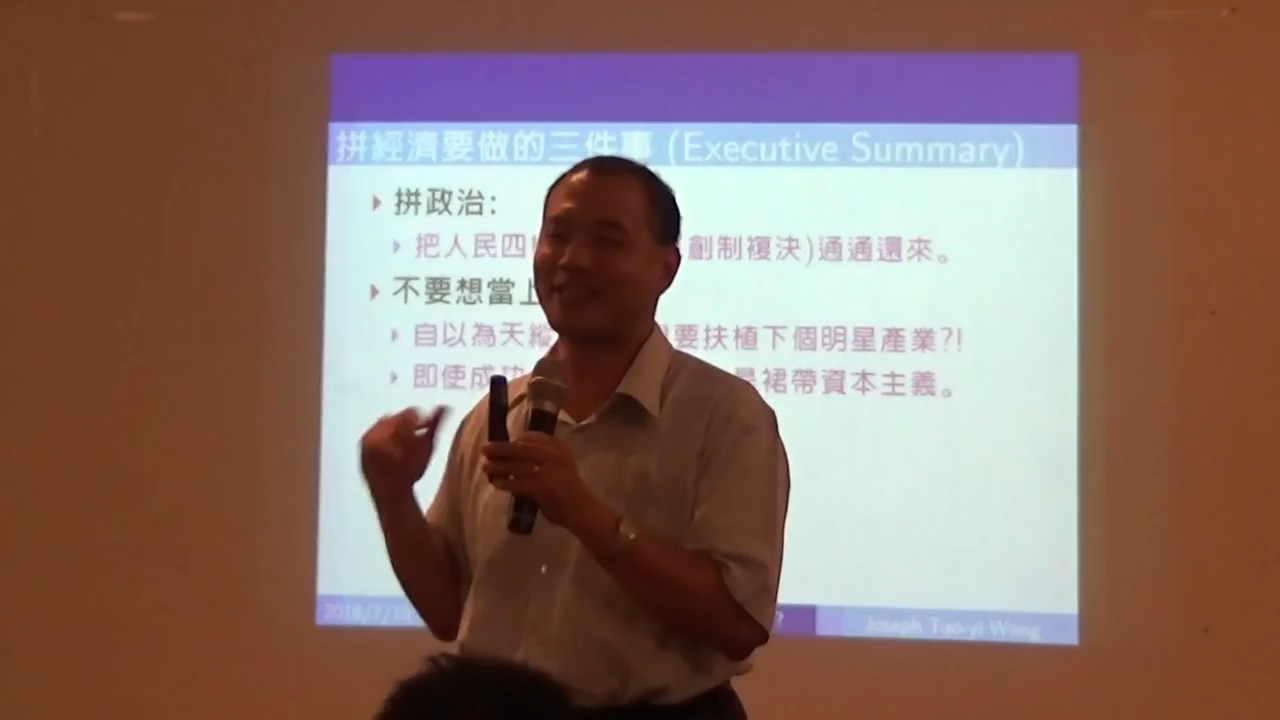 拼經濟要做的三件事 (Executive Summary)
拼政治:
把人民四 創制複決)通通還來。
不要想當上
自以為天縱 要扶植下個明星產業?!
即使成功 是裙帶資本主義。
?
Joseph Tao-yi Wang